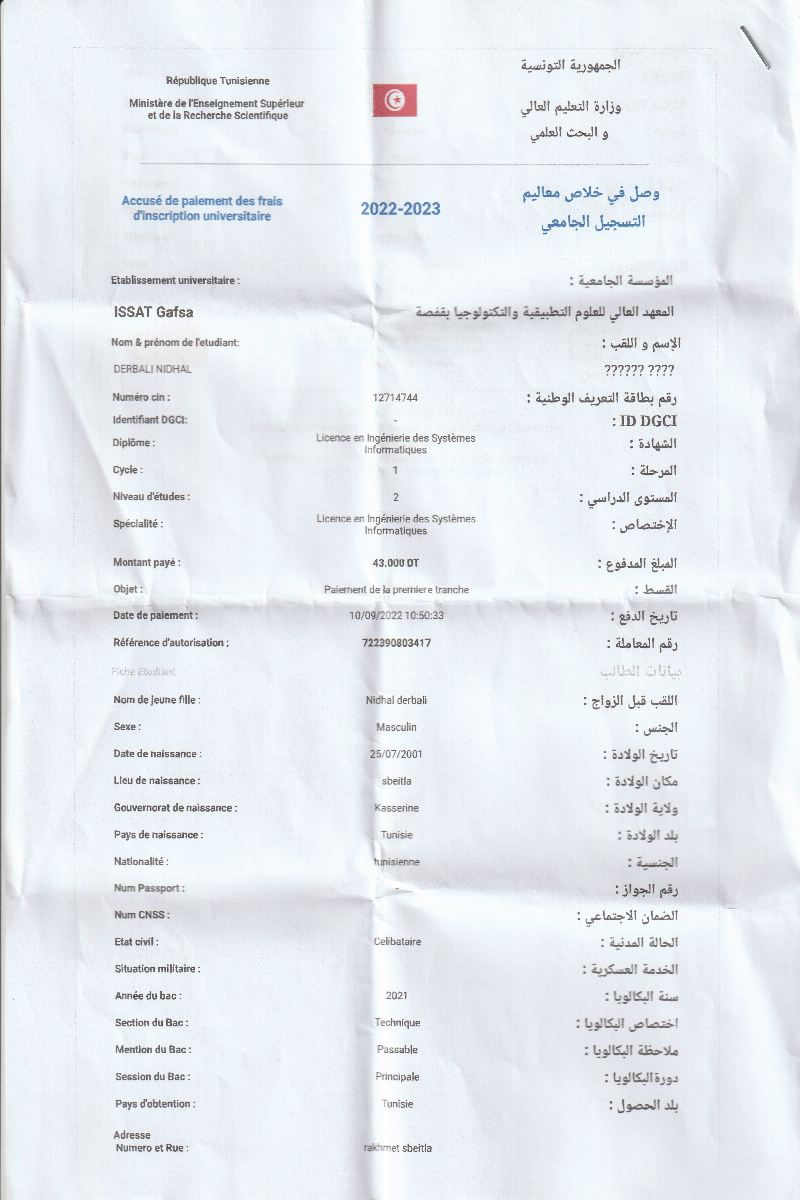 République Tunisienne
Ministère de l'Enseignement Supérieur
et de la Recherche Scientifique
الجمهورية التونسية
وزارة التعليم العالي
و البحث العلمي
Accusé de paiement des frais
d'inscription universitaire
2022-2023
وصل في خلاص معاليم
التسجيل الجامعي
Etablissement universitaire : المؤسسة الجامعية :
ISSAT Gafsa المعهد العالي للعلوم التطبيقية والتكنولوجيا بقفصة
Nom & prénom de l'etudiant: الإسم و اللقب :
DERBALI NIDHAL ?????? ????
Numéro cin : 12714744 رقم بطاقة التعريف الوطنية :
Identifiant DGCI: - ID DGCI :
Diplôme : Licence en Ingénierie des Systèmes الشهادة :
Informatiques
Cycle : 1 المرحلة :
Niveau d'études : 2 المستوى الدراسي :
Spécialité : Licence en Ingénierie des Systèmes الإختصاص :
Informatiques
Montant payé : 43.000 DT المبلغ المدفوع :
Objet : Paiement de la premiere tranche القسط :
Date de paiement : 10/09/2022 10:50:33 تاريخ الدفع :
Référence d'autorisation : 722390803417 رقم المعاملة :
Fiche Etudiant بيانات الطالب
Nom de jeune fille : Nidhal derbali اللقب قبل الزواج :
Sexe : Masculin الجنس :
Date de naissance : 25/07/2001 تاريخ الولادة :
Lieu de naissance : sbeitla مكان الولادة :
Gouvernorat de naissance : Kasserine ولاية الولادة :
Pays de naissance : Tunisie بلد الولادة :
Nationalité : tunisienne الجنسية :
Num Passport : - رقم الجواز :
Num CNSS : الضمان الاجتماعي :
Etat civil : Celibataire الحالة المدنية :
Situation militaire : الخدمة العسكرية :
Année du bac : 2021 سنة البكالويا :
Section du Bac : Technique اختصاص البكالويا :
Mention du Bac : Passable ملاحظة البكالويا :
Session du Bac : Principale دورة البكالويا :
Pays d'obtention : Tunisie بلد الحصول :
Adresse
Numero et Rue : rakhmet sbeitla